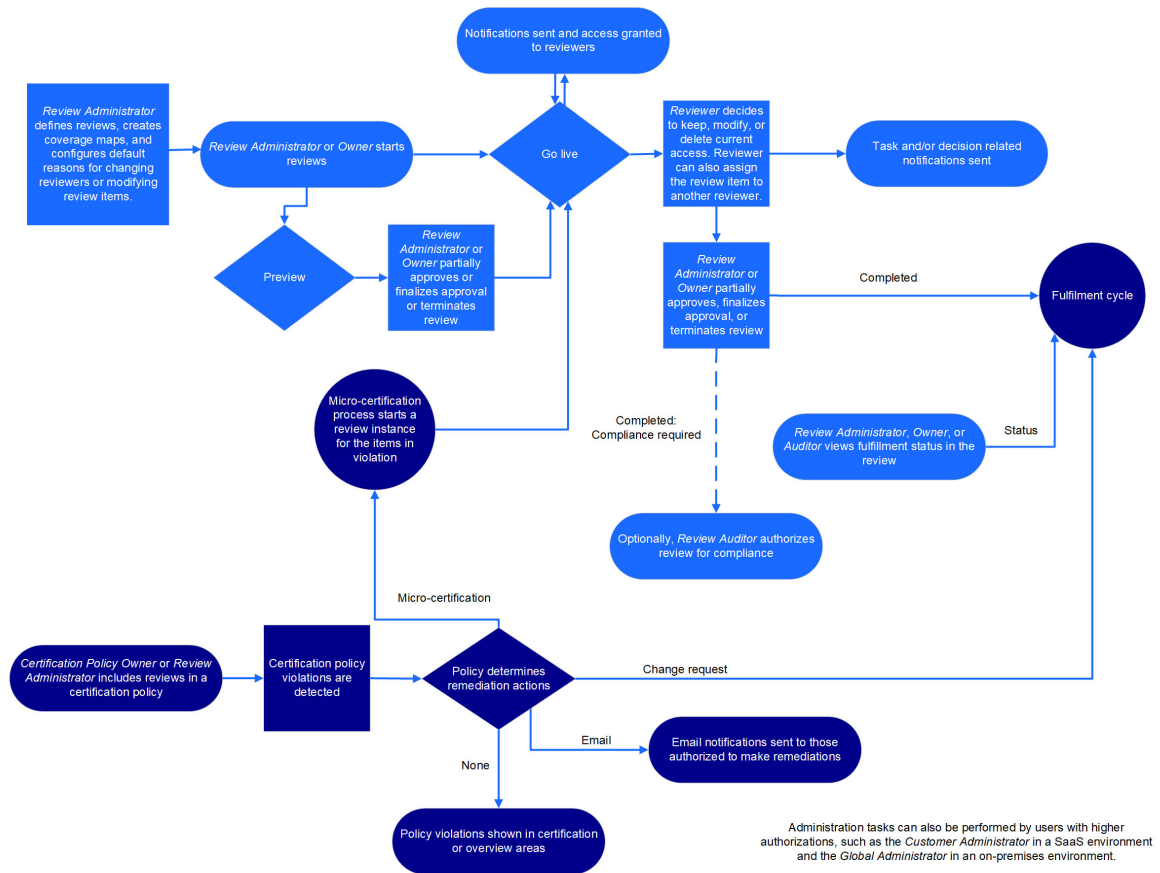 Notifications sent and access granted
to reviewers
Review Administrator
defines reviews, creates
coverage maps, and
configures default
reasons for changing
reviewers or modifying
review items.
Review Administrator or Owner starts
reviews
Go live
Reviewer decides
to keep, modify, or
delete current
access. Reviewer
can also assign
the review item to
another reviewer.
Task and/or decision related
notifications sent
Preview
Review
Administrator or
Owner partially
approves or
finalizes approval
or terminates
review
Review
Administrator or
Owner partially
approves, finalizes
approval, or
terminates review
Completed
Fulfilment cycle
Micro-certification
process starts a
review instance
for the items in
violation
Completed:
Compliance required
Review Administrator, Owner, or
Auditor views fulfillment status in the
review
Status
Optionally, Review Auditor authorizes
review for compliance
Micro-certification
Certification Policy Owner or Review
Administrator includes reviews in a
certification policy
Certification policy
violations are
detected
Policy determines
remediation actions
Change request
Email
Email notifications sent to those
authorized to make remediations
None
Policy violations shown in certification
or overview areas
Administration tasks can also be performed by users with higher
authorizations, such as the Customer Administrator in a SaaS environment
and the Global Administrator in an on-premises environment.